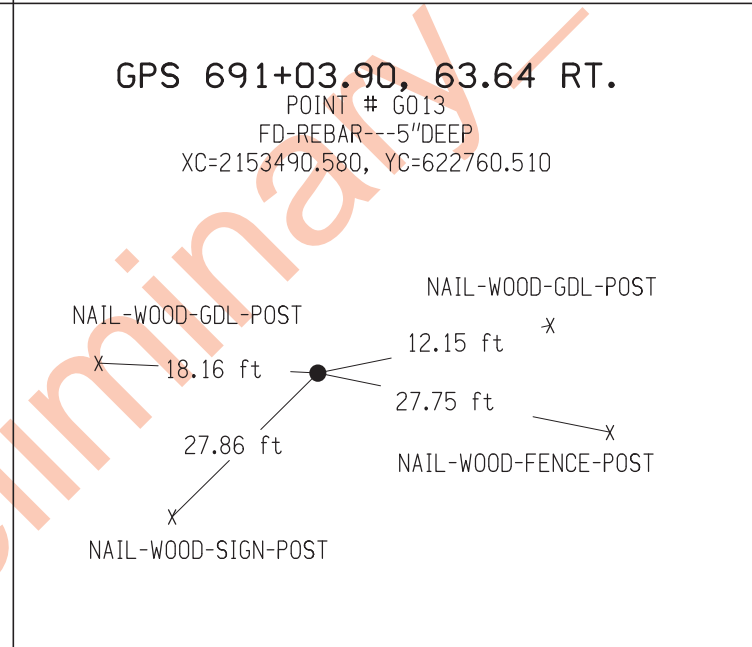 GPS 691+03.90, 63.64 RT.
POINT # G013
FD-REBAR---5"DEEP
XC=2153490.580, YC=622760.510
NAIL-WOOD-GDL-POST
NAIL-WOOD-GDL-POST
12.15 ft
18.16 ft
27.75 ft
27.86 ft
NAIL-WOOD-FENCE-POST
NAIL-WOOD-SIGN-POST
liminary_